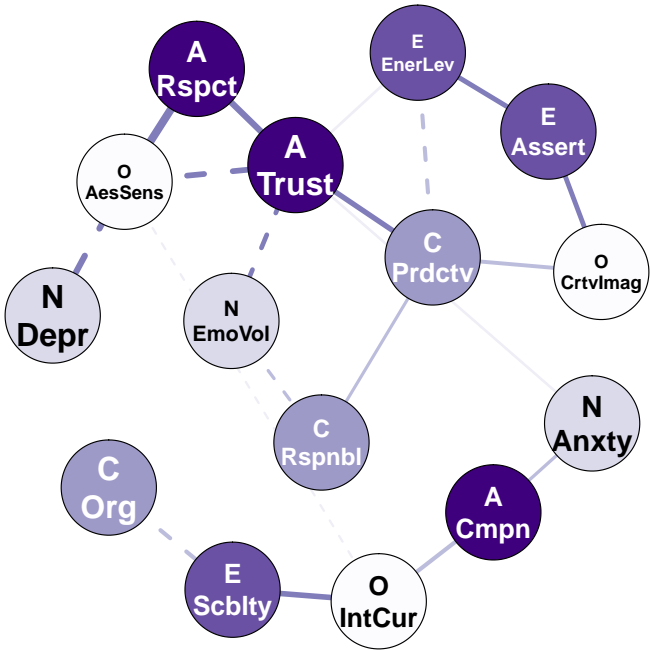 A
Rspct
E
EnerLev
E
Assert
A
Trust
O
AesSens
C
Prdctv
O
CrtvImag
N
Depr
N
EmoVol
N
Anxty
C
Rspnbl
C
Org
A
Cmpn
E
Scblty
O
IntCur